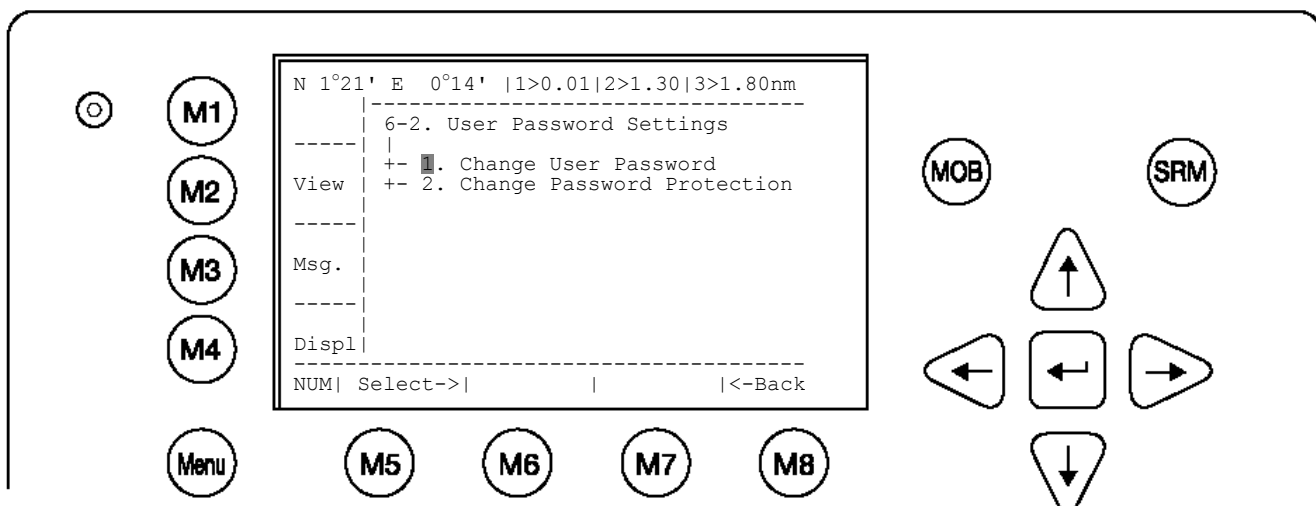 N 1°21' E 0°14' |1>0.01|2>1.30|3>1.80nm
6-2. User Password Settings
+- 1. Change User Password
View | +- 2. Change Password Protection
Msg.
Displ|
NUM| Select->| | |<-Back
M1
M2
M3
M4
Menu
M5
M6
M7
M8
MOB
SRM